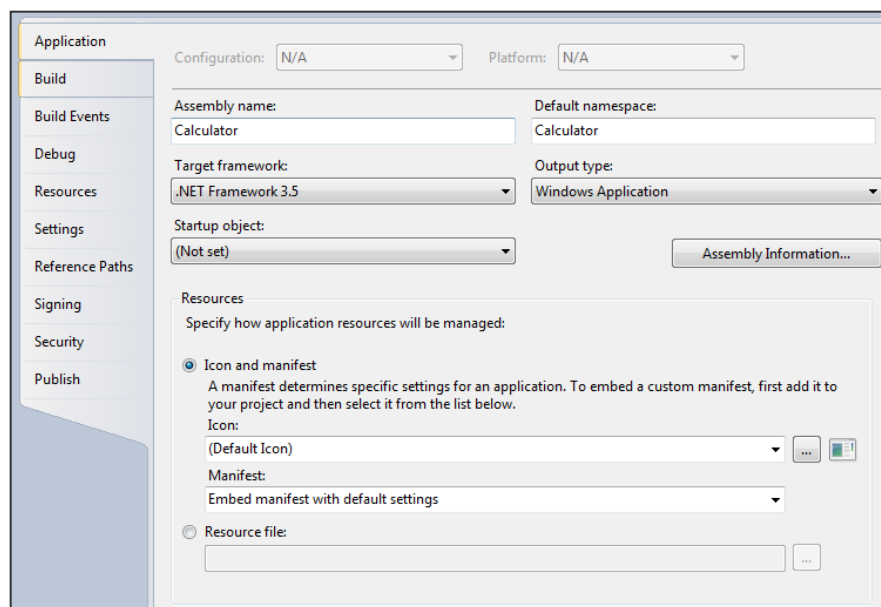 Application
Build
Build Events
Debug
Resources
Settings
Reference Paths
Signing
Security
Publish
Configuration: N/A Platform: N/A
Assembly name: Default namespace:
Calculator Calculator
Target framework: Output type:
.NET Framework 3.5 Windows Application
Startup object:
(Not set) Assembly Information...
Resources
Specify how application resources will be managed:
Icon and manifest
A manifest determines specific settings for an application. To embed a custom manifest, first add it to
your project and then select it from the list below.
Icon:
(Default Icon) ...
Manifest:
Embed manifest with default settings
Resource file:
...